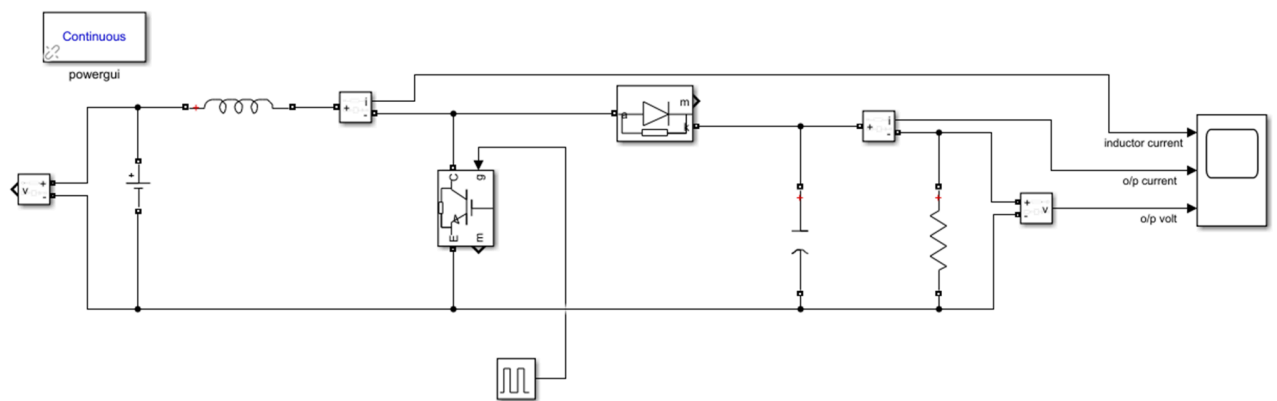 Continuous
powergui
i
+
-
a
m
k
i
+
-
inductor current
o/p current
o/p volt
v
+
-
+
C
g
E
m
+
-
v